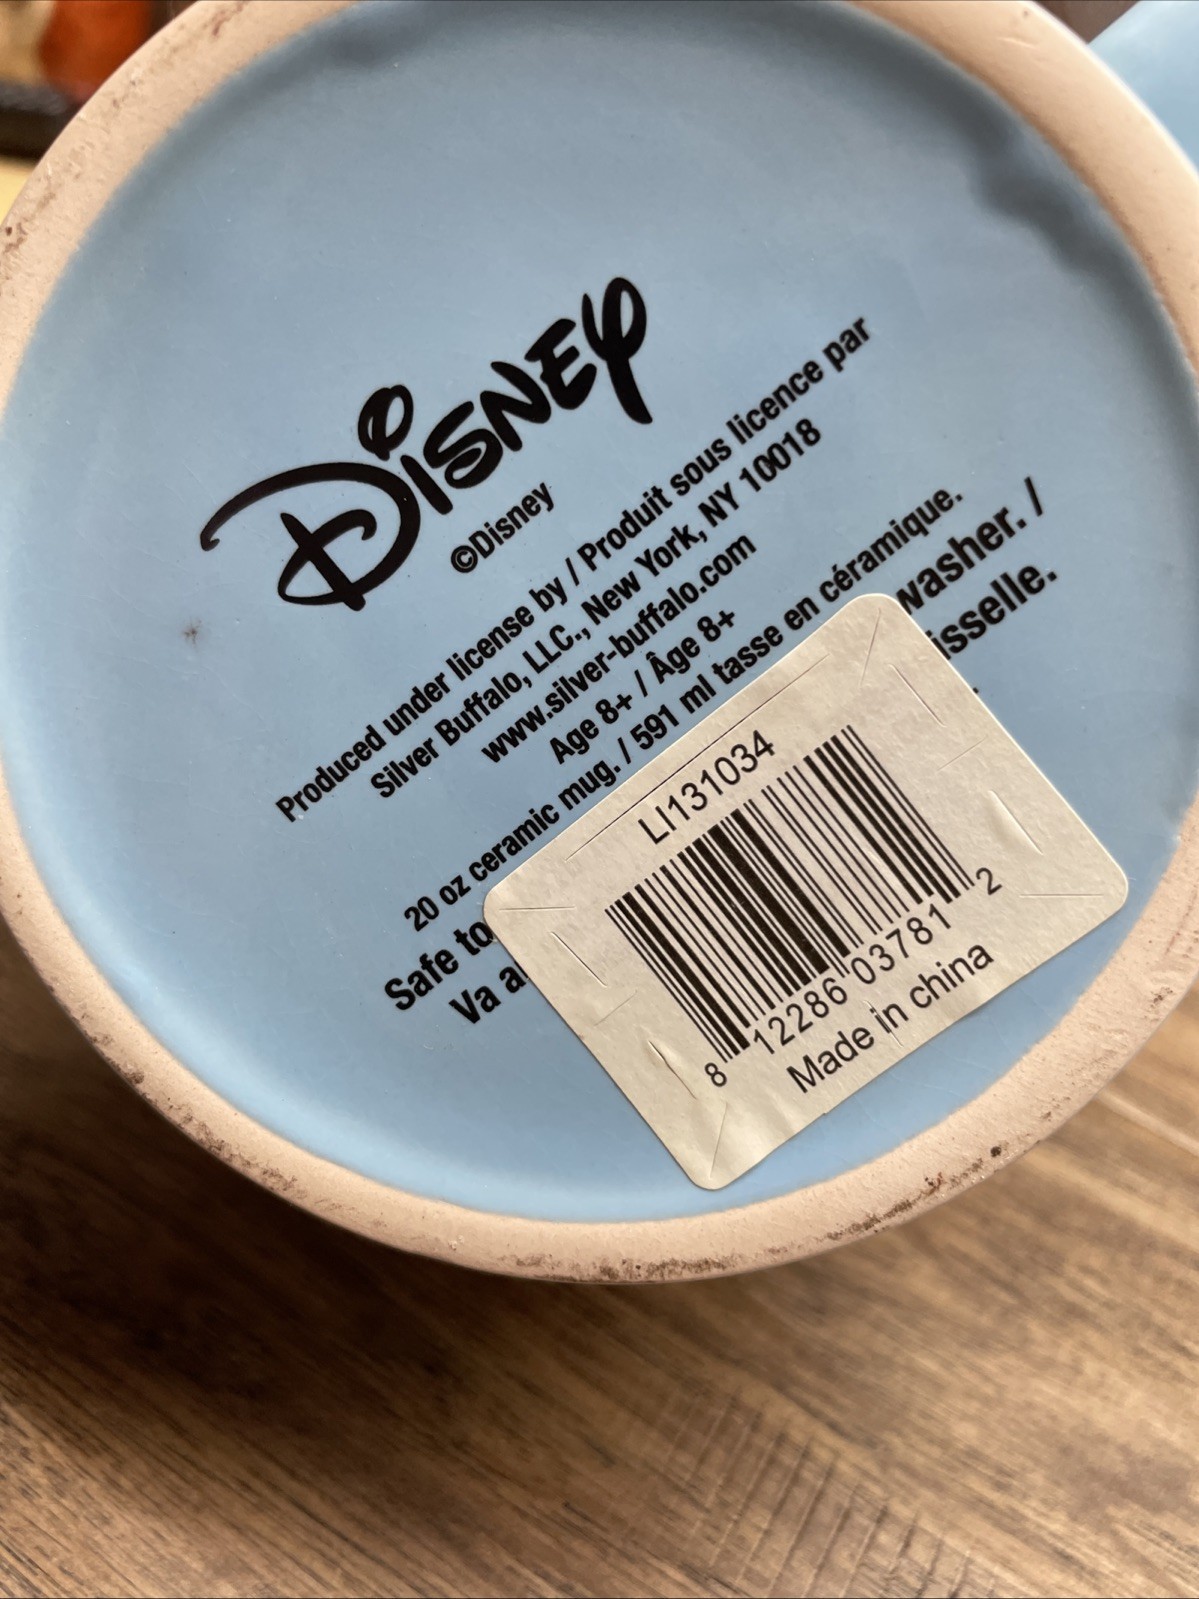 Disney
©Disney
Produced under license by / Produit sous licence par
Silver Buffalo, LLC., New York, NY 10018
www.silver-buffalo.com
Age 8+ / Âge 8+
20 oz ceramic mug. / 591 ml tasse en céramique.
Safe to washer. /
Va a isselle.
LI131034
8 12286 03781 2
Made in china